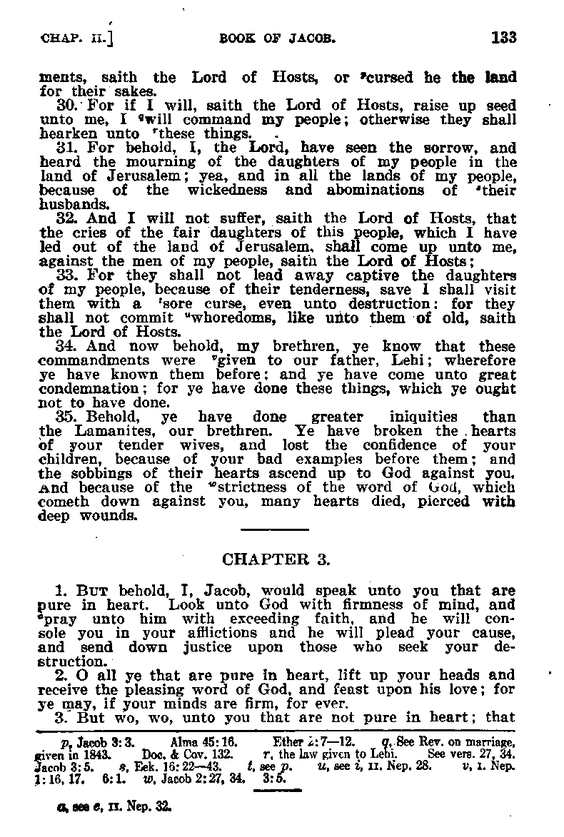 CHAP. II.] BOOK OF JACOB. 133
ments, saith the Lord of Hosts, or ᵖcursed be the land
for their sakes.
30. For if I will, saith the Lord of Hosts, raise up seed
unto me, I ᑫwill command my people; otherwise they shall
hearken unto ʳthese things.
31. For behold, I, the Lord, have seen the sorrow, and
heard the mourning of the daughters of my people in the
land of Jerusalem; yea, and in all the lands of my people,
because of the wickedness and abominations of ˢtheir
husbands.
32. And I will not suffer, saith the Lord of Hosts, that
the cries of the fair daughters of this people, which I have
led out of the land of Jerusalem, shall come up unto me,
against the men of my people, saith the Lord of Hosts;
33. For they shall not lead away captive the daughters
of my people, because of their tenderness, save I shall visit
them with a ᵗsore curse, even unto destruction: for they
shall not commit ᵘwhoredoms, like unto them of old, saith
the Lord of Hosts.
34. And now behold, my brethren, ye know that these
commandments were ᵛgiven to our father, Lehi; wherefore
ye have known them before; and ye have come unto great
condemnation; for ye have done these things, which ye ought
not to have done.
35. Behold, ye have done greater iniquities than
the Lamanites, our brethren. Ye have broken the hearts
of your tender wives, and lost the confidence of your
children, because of your bad examples before them; and
the sobbings of their hearts ascend up to God against you.
And because of the ʷstrictness of the word of God, which
cometh down against you, many hearts died, pierced with
deep wounds.
CHAPTER 3.
1. BUT behold, I, Jacob, would speak unto you that are
pure in heart. Look unto God with firmness of mind, and
ᵃpray unto him with exceeding faith, and he will con-
sole you in your afflictions and he will plead your cause,
and send down justice upon those who seek your de-
struction.
2. O all ye that are pure in heart, lift up your heads and
receive the pleasing word of God, and feast upon his love; for
ye may, if your minds are firm, for ever.
3. But wo, wo, unto you that are not pure in heart; that
p, Jacob 3:3. Alma 45:16. Ether 2:7—12. q, See Rev. on marriage,
given in 1843. Doc. & Cov. 132. r, the law given to Lehi. See vers. 27, 34.
Jacob 3:5. s, Eek. 16:22—43. t, see p. u, see i, II. Nep. 28. v, I. Nep.
1:16, 17. 6:1. w, Jacob 2:27, 34. 3:5.
a, see e, II. Nep. 32.